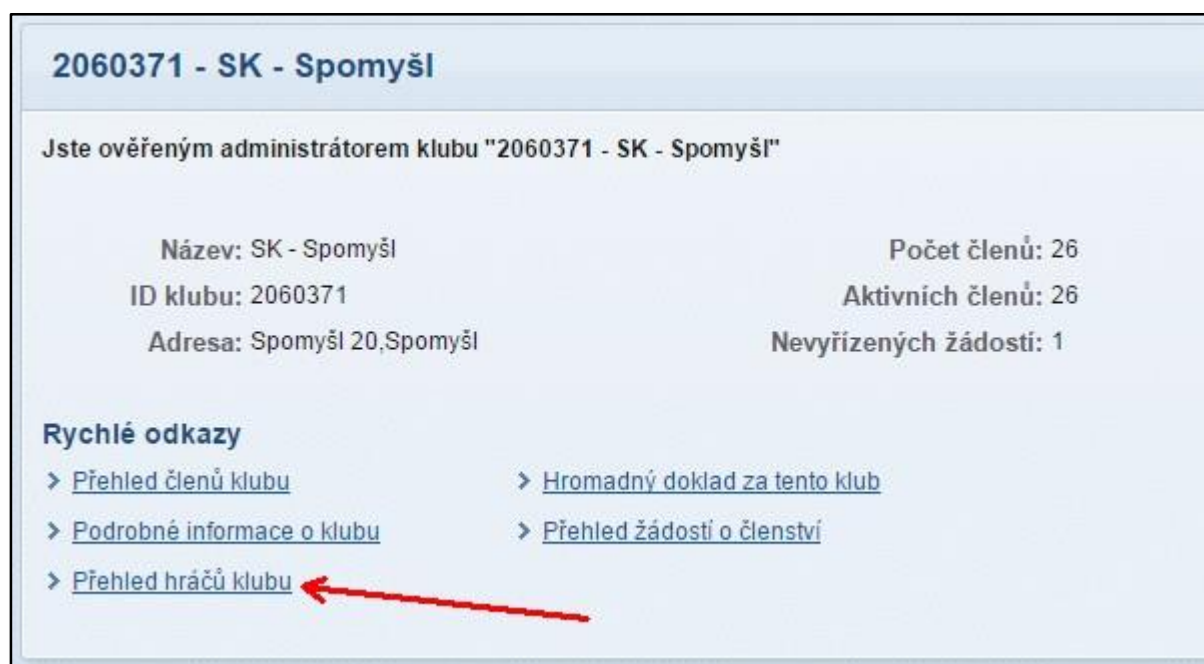 2060371 - SK - Spomyšl
Jste ověřeným administrátorem klubu "2060371 - SK - Spomyšl"
Název: SK - Spomyšl
Počet členů: 26
ID klubu: 2060371
Aktivních členů: 26
Adresa: Spomyšl 20,Spomyšl
Nevyřízených žádostí: 1
Rychlé odkazy
> Přehled členů klubu
> Hromadný doklad za tento klub
> Podrobné informace o klubu
> Přehled žádostí o členství
> Přehled hráčů klubu